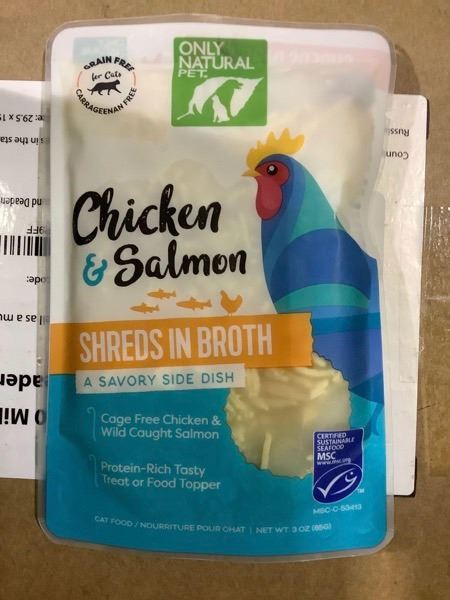 ONLY
NATURAL
PET.
GRAIN FREE
for Cats
CARRAGEENAN FREE
Chicken
& Salmon
SHREDS IN BROTH
A SAVORY SIDE DISH
Cage Free Chicken &
Wild Caught Salmon
Protein-Rich Tasty
Treat or Food Topper
CERTIFIED
SUSTAINABLE
SEAFOOD
MSC
www.msc.org
TM
MSC-C-53413
CAT FOOD / NOURRITURE POUR CHAT | NET WT. 3 OZ (85G)